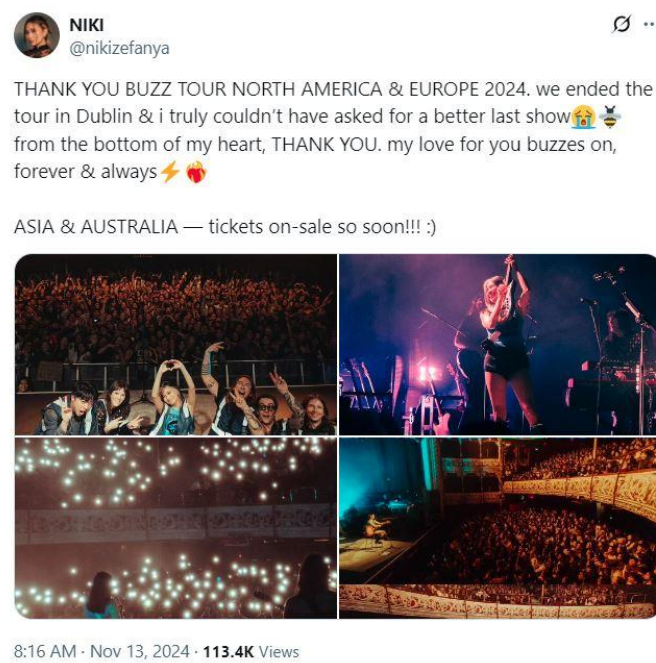 NIKI
@nikizefanya
THANK YOU BUZZ TOUR NORTH AMERICA & EUROPE 2024. we ended the
tour in Dublin & i truly couldn't have asked for a better last show😭🐝
from the bottom of my heart, THANK YOU. my love for you buzzes on,
forever & always⚡❤️‍🔥
ASIA & AUSTRALIA — tickets on-sale so soon!!! :)
8:16 AM · Nov 13, 2024 · 113.4K Views